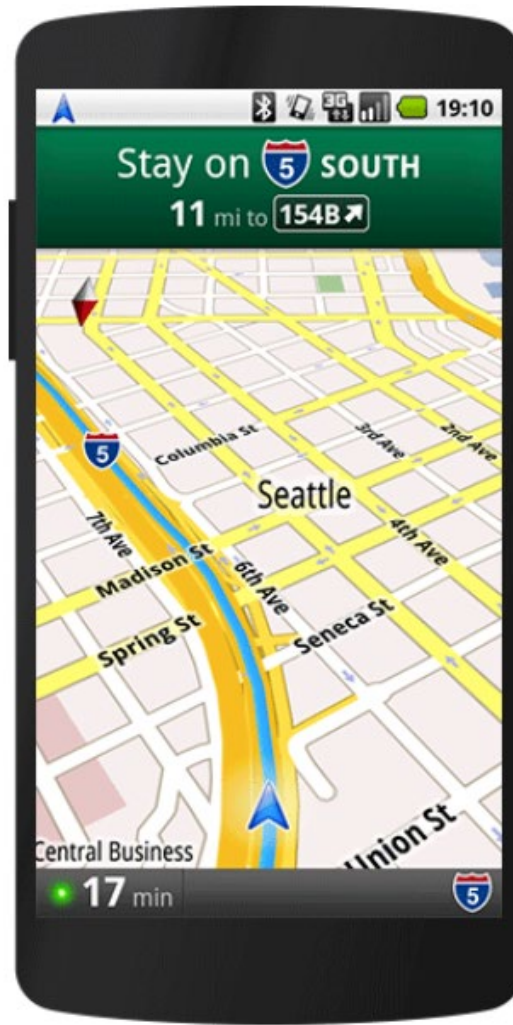 3G
19:10
Stay on 5 SOUTH
11 mi to 154B
5
Columbia St
3rd Ave
2nd Ave
Seattle
7th Ave
4th Ave
Madison St
6th Ave
Spring St
Seneca St
Union St
Central Business
17 min
5